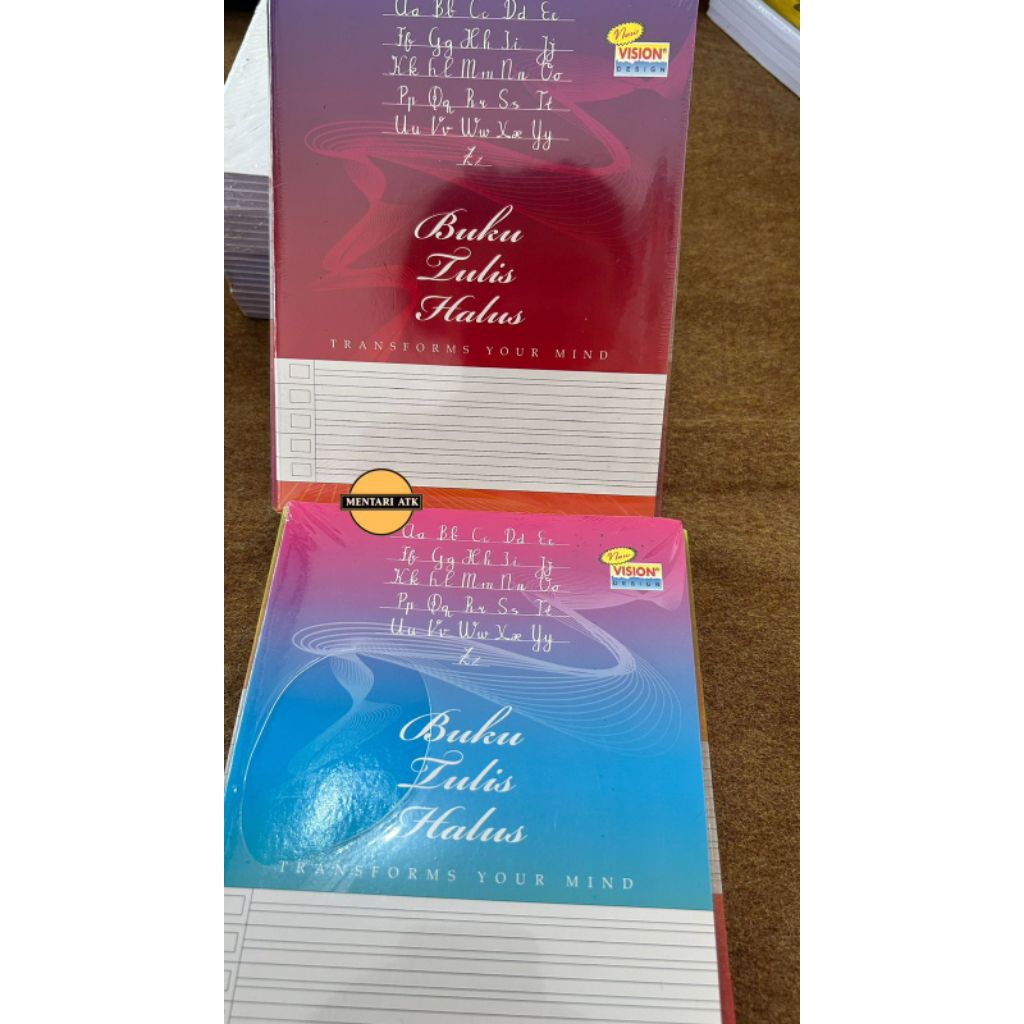 Aa Bb Cc Dd Ee
Ff Gg Hh Ii Jj
Kk Ll Mm Nn Oo
Pp Qq Rr Ss Tt
Uu Vv Ww Xx Yy
Zz
New
VISION®
DESIGN
Buku
Tulis
Halus
TRANSFORMS YOUR MIND
MENTARI ATK
Aa Bb Cc Dd Ee
Ff Gg Hh Ii Jj
Kk Ll Mm Nn Oo
Pp Qq Rr Ss Tt
Uu Vv Ww Xx Yy
Zz
New
VISION®
DESIGN
Buku
Tulis
Halus
TRANSFORMS YOUR MIND